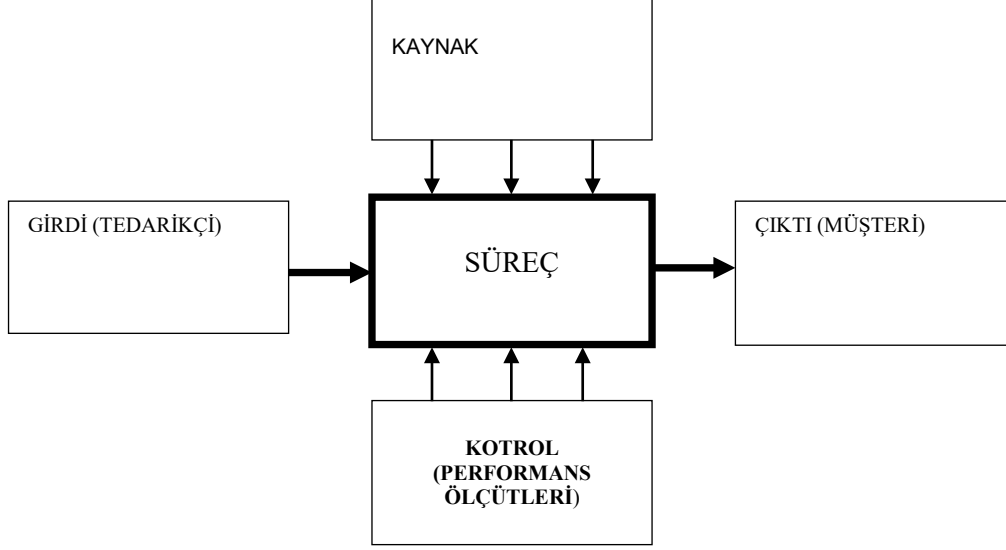 KAYNAK
GİRDİ (TEDARİKÇİ)
SÜREÇ
ÇIKTI (MÜŞTERİ)
KOTROL
(PERFORMANS
ÖLÇÜTLERİ)